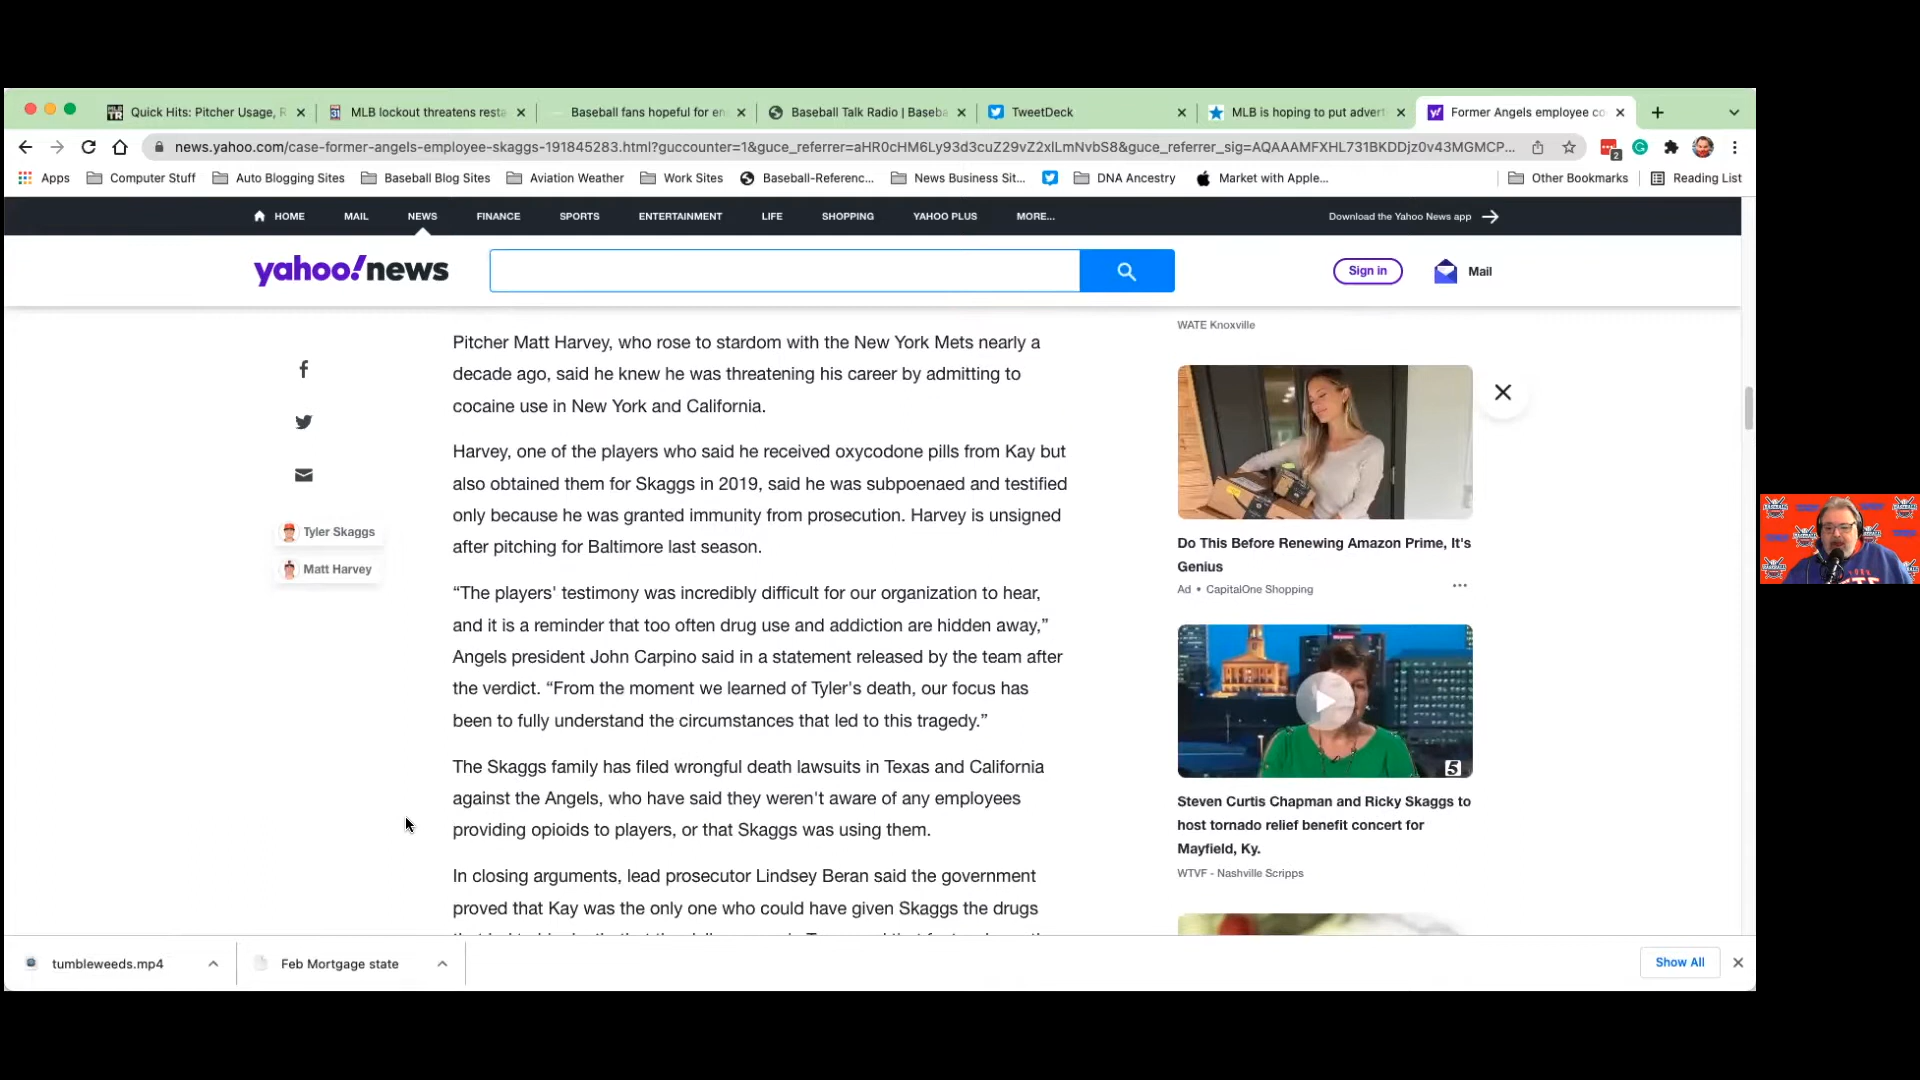 Quick Hits: Pitcher Usage, R
MLB lockout threatens resta
Baseball fans hopeful for en
Baseball Talk Radio | Baseba
TweetDeck
MLB is hoping to put advert
Former Angels employee co
news.yahoo.com/case-former-angels-employee-skaggs-191845283.html?guccounter=1&guce_referrer=aHR0cHM6Ly93d3cuZ29vZ2xlLmNvbS8&guce_referrer_sig=AQAAAMFXHL731BKDDjz0v43MGMCP...
2
Apps
Computer Stuff
Auto Blogging Sites
Baseball Blog Sites
Aviation Weather
Work Sites
Baseball-Referenc...
News Business Sit...
DNA Ancestry
Market with Apple...
Other Bookmarks
Reading List
HOME
MAIL
NEWS
FINANCE
SPORTS
ENTERTAINMENT
LIFE
SHOPPING
YAHOO PLUS
MORE...
Download the Yahoo News app
yahoo!news
Sign in
Mail
Tyler Skaggs
Matt Harvey
Pitcher Matt Harvey, who rose to stardom with the New York Mets nearly a
decade ago, said he knew he was threatening his career by admitting to
cocaine use in New York and California.
Harvey, one of the players who said he received oxycodone pills from Kay but
also obtained them for Skaggs in 2019, said he was subpoenaed and testified
only because he was granted immunity from prosecution. Harvey is unsigned
after pitching for Baltimore last season.
“The players' testimony was incredibly difficult for our organization to hear,
and it is a reminder that too often drug use and addiction are hidden away,”
Angels president John Carpino said in a statement released by the team after
the verdict. “From the moment we learned of Tyler's death, our focus has
been to fully understand the circumstances that led to this tragedy.”
The Skaggs family has filed wrongful death lawsuits in Texas and California
against the Angels, who have said they weren't aware of any employees
providing opioids to players, or that Skaggs was using them.
In closing arguments, lead prosecutor Lindsey Beran said the government
proved that Kay was the only one who could have given Skaggs the drugs
WATE Knoxville
Do This Before Renewing Amazon Prime, It's
Genius
Ad • CapitalOne Shopping
5
Steven Curtis Chapman and Ricky Skaggs to
host tornado relief benefit concert for
Mayfield, Ky.
WTVF - Nashville Scripps
tumbleweeds.mp4
Feb Mortgage state
Show All